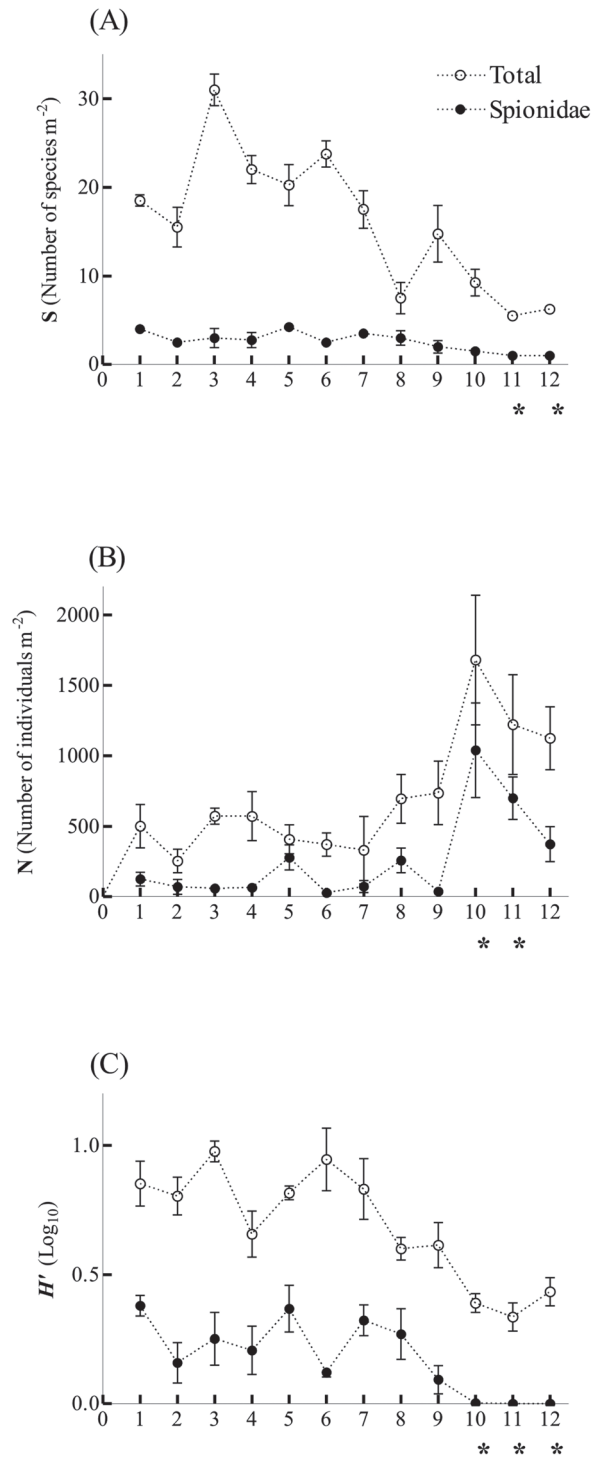 (A)
Total
Spionidae
S (Number of species m⁻²)
30
20
10
0
0 1 2 3 4 5 6 7 8 9 10 11 12
* *
(B)
N (Number of individuals m⁻²)
2000
1500
1000
500
0
0 1 2 3 4 5 6 7 8 9 10 11 12
* *
(C)
H' (Log₁₀)
1.0
0.5
0.0
0 1 2 3 4 5 6 7 8 9 10 11 12
* * *